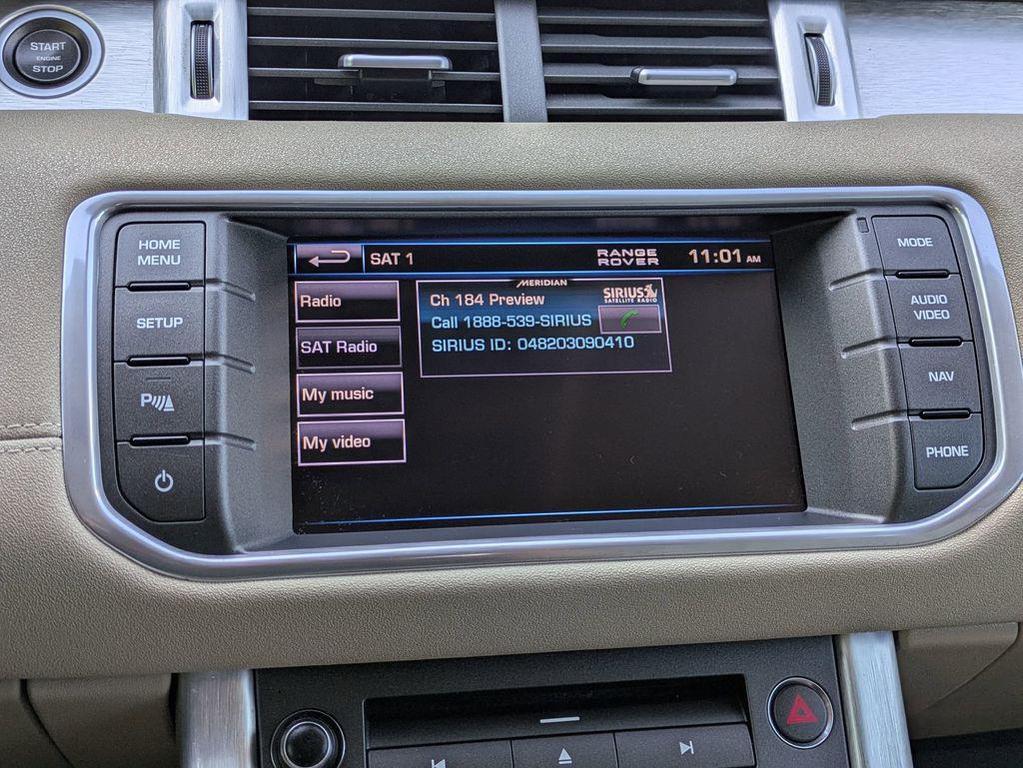 START
ENGINE
STOP
HOME
MENU
SETUP
P
SAT 1
RANGE
ROVER
11:01 AM
Radio
SAT Radio
My music
My video
MERIDIAN
Ch 184 Preview
SIRIUS
SATELLITE RADIO
Call 1888-539-SIRIUS
SIRIUS ID: 048203090410
MODE
AUDIO
VIDEO
NAV
PHONE